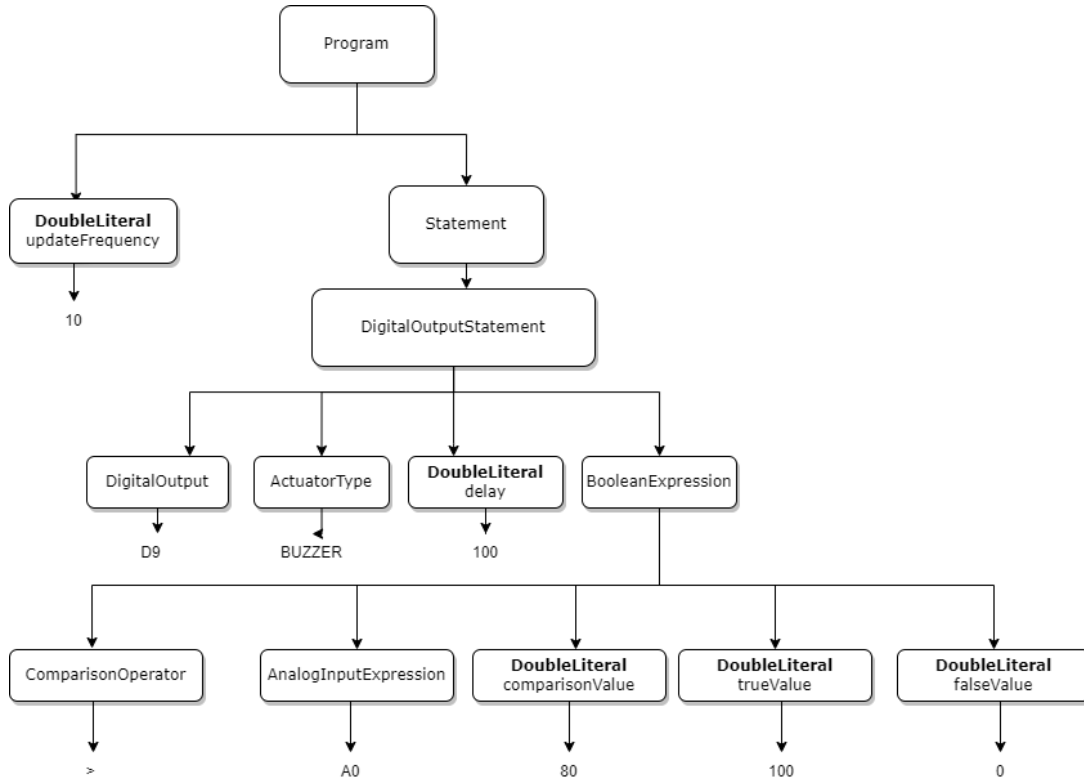 Program
DoubleLiteral
updateFrequency
Statement
10
DigitalOutputStatement
DigitalOutput
ActuatorType
DoubleLiteral
delay
BooleanExpression
D9
BUZZER
100
ComparisonOperator
AnalogInputExpression
DoubleLiteral
comparisonValue
DoubleLiteral
trueValue
DoubleLiteral
falseValue
>
A0
80
100
0